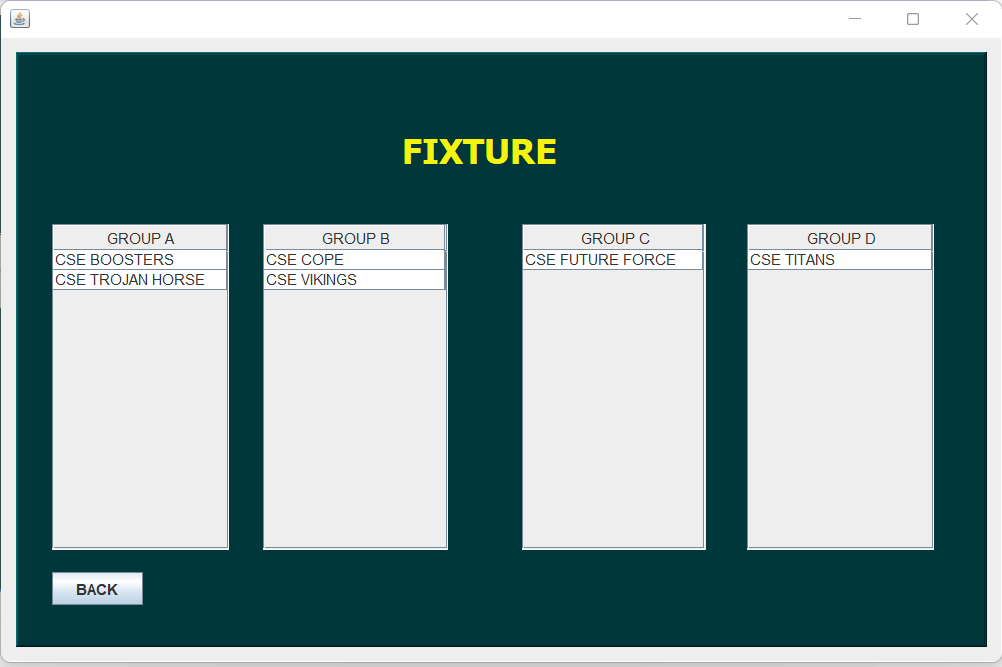 FIXTURE
GROUP A
CSE BOOSTERS
CSE TROJAN HORSE
GROUP B
CSE COPE
CSE VIKINGS
GROUP C
CSE FUTURE FORCE
GROUP D
CSE TITANS
BACK